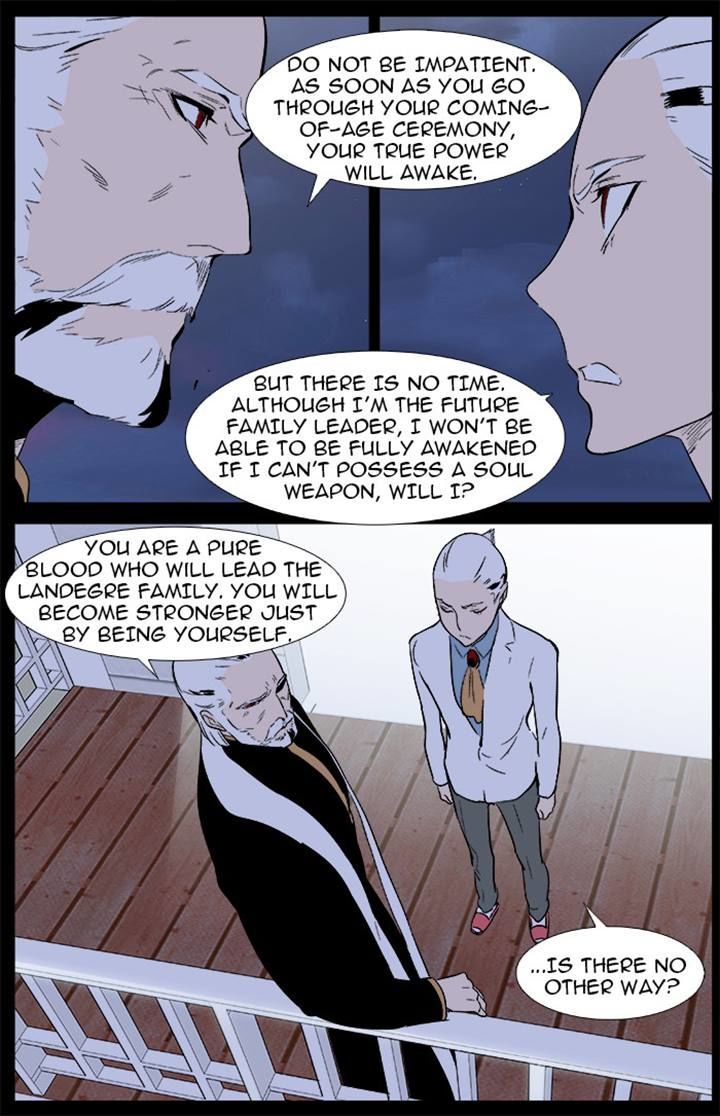 DO NOT BE IMPATIENT.
AS SOON AS YOU GO
THROUGH YOUR COMING-
OF-AGE CEREMONY,
YOUR TRUE POWER
WILL AWAKE.
BUT THERE IS NO TIME.
ALTHOUGH I'M THE FUTURE
FAMILY LEADER, I WON'T BE
ABLE TO BE FULLY AWAKENED
IF I CAN'T POSSESS A SOUL
WEAPON, WILL I?
YOU ARE A PURE
BLOOD WHO WILL LEAD THE
LANDEGRE FAMILY. YOU WILL
BECOME STRONGER JUST
BY BEING YOURSELF.
...IS THERE NO
OTHER WAY?